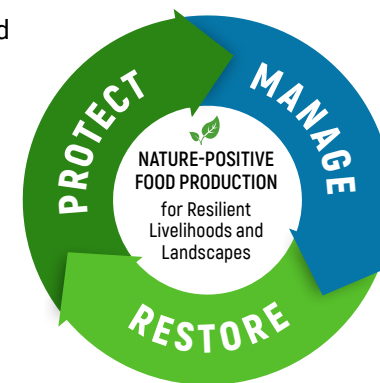 PROTECT
MANAGE
NATURE-POSITIVE
FOOD PRODUCTION
for Resilient
Livelihoods and
Landscapes
RESTORE